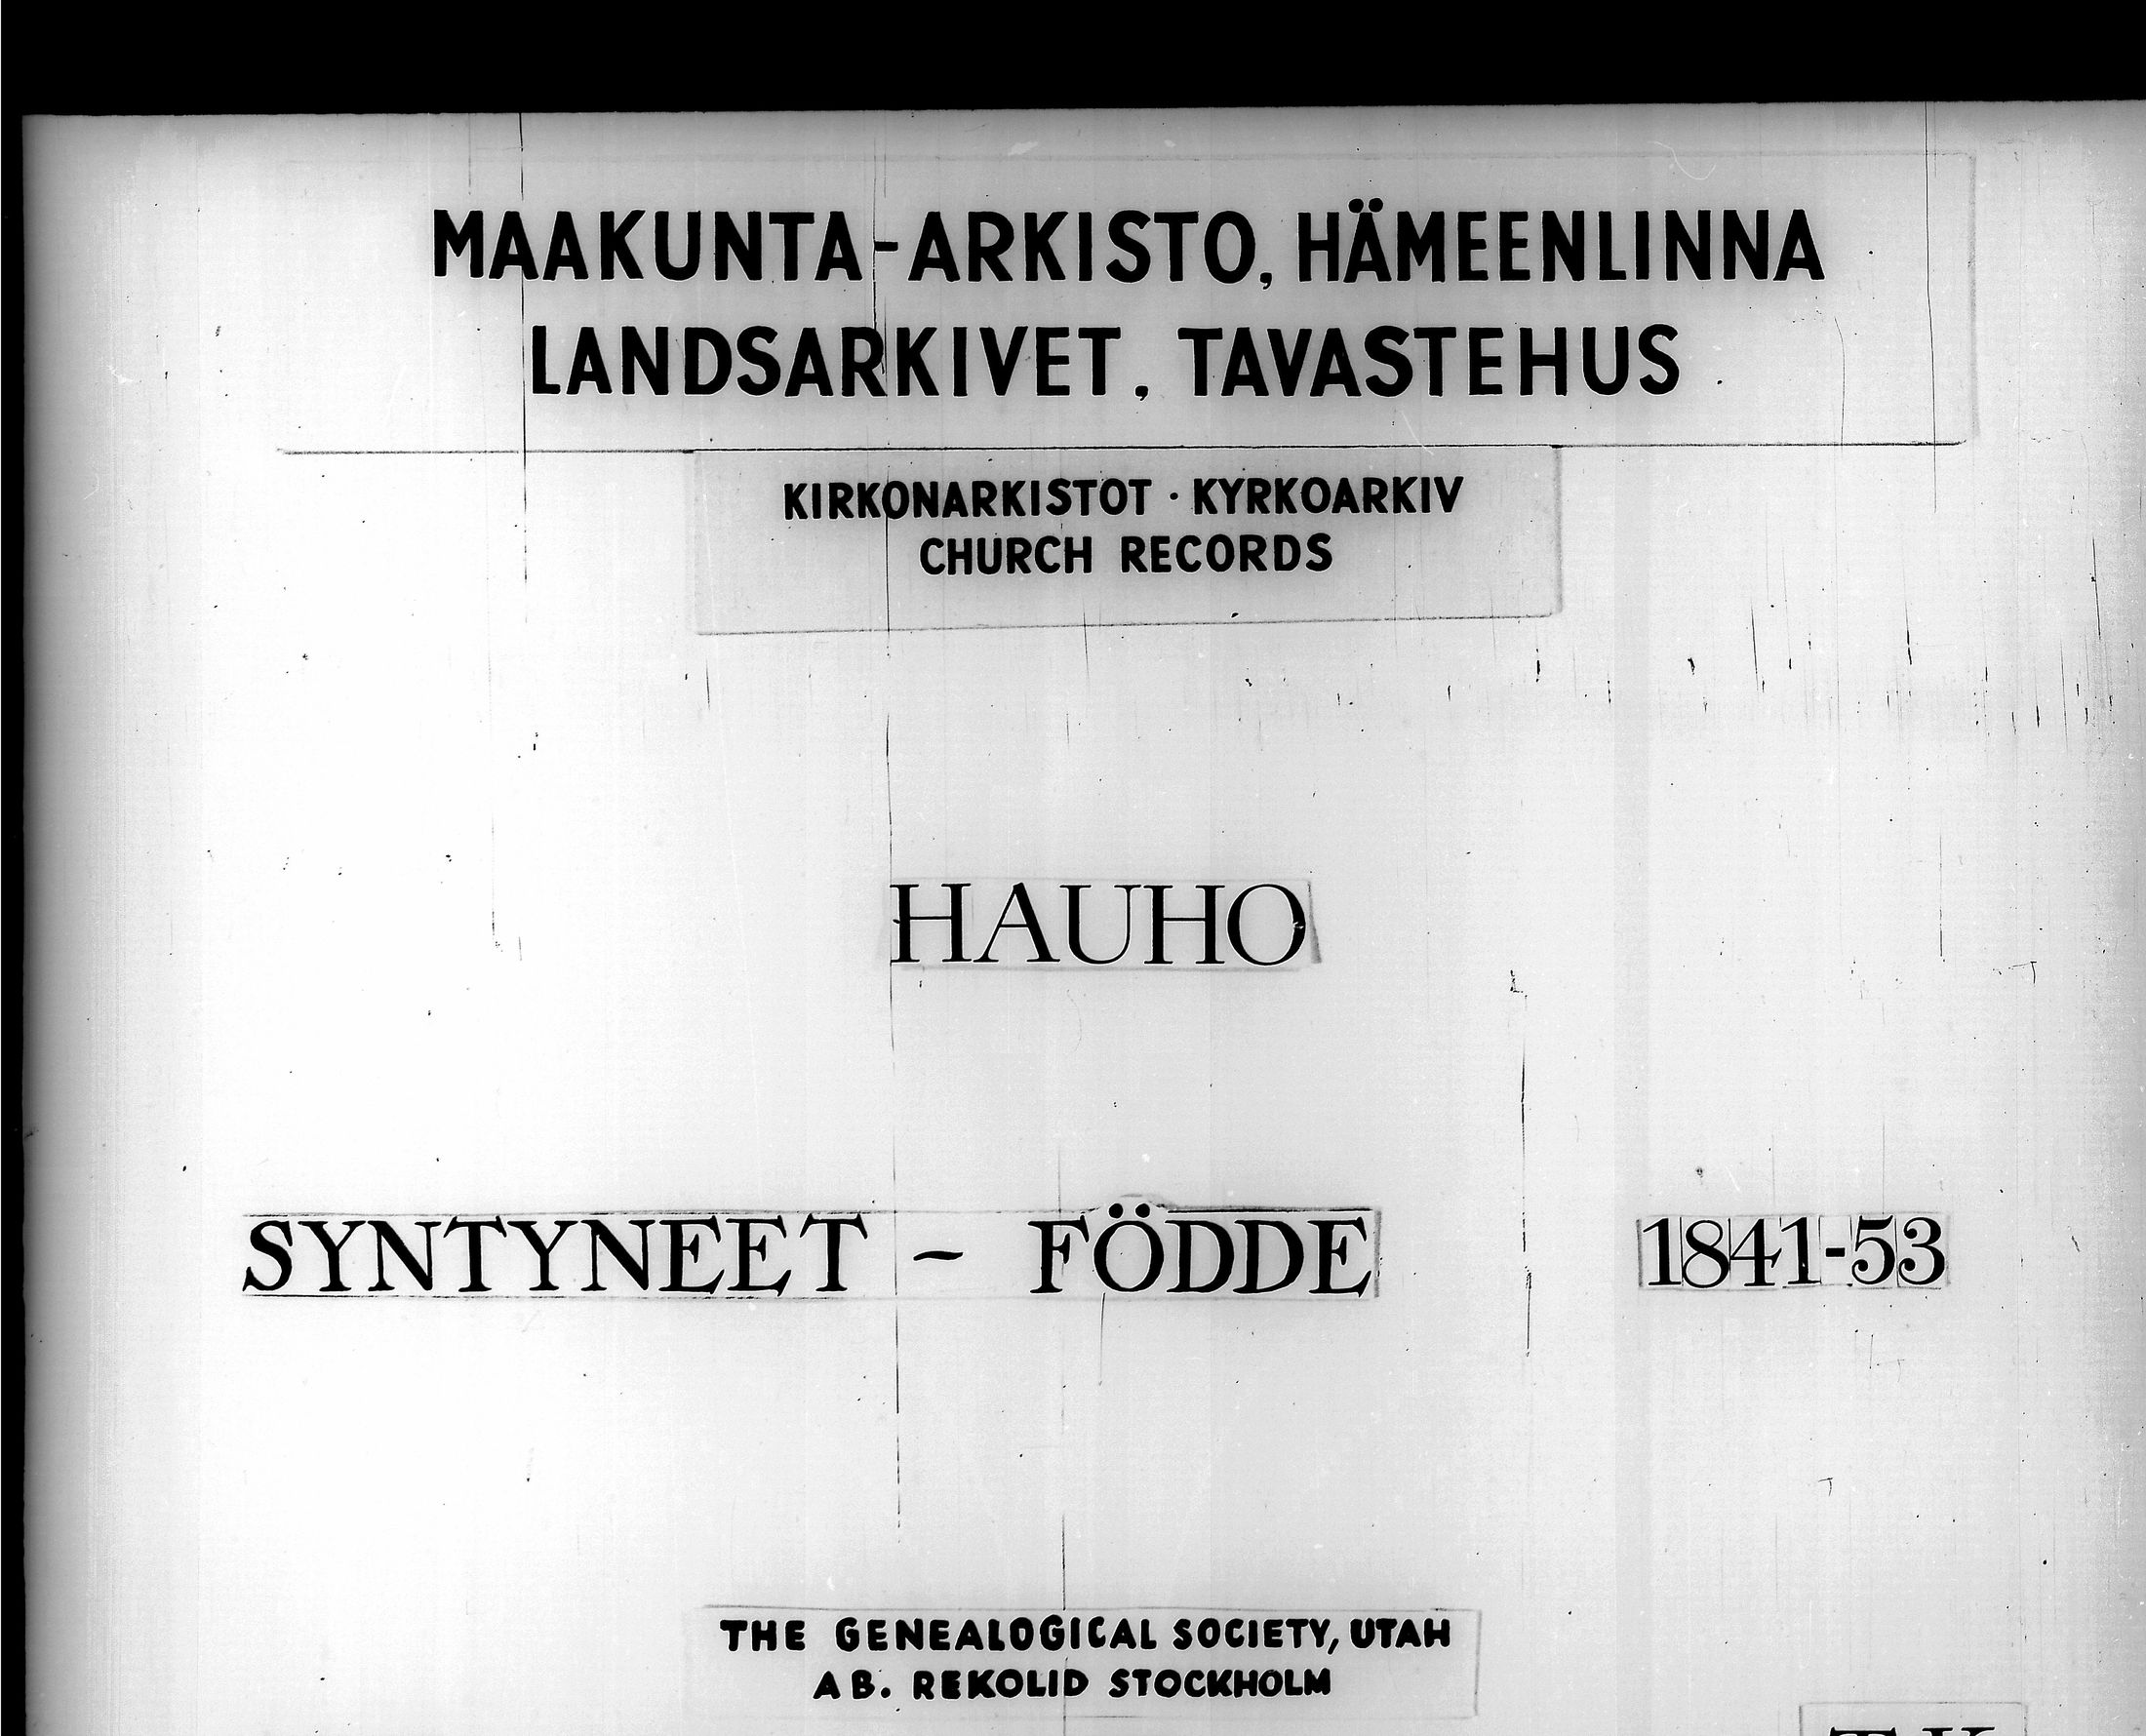 MAAKUNTA-ARKISTO, HÄMEENLINNA
LANDSARKIVET, TAVASTEHUS
KIRKONARKISTOT · KYRKOARKIV
CHURCH RECORDS
HAUHO
SYNTYNEET - FÖDDE 1841-53
THE GENEALOGICAL SOCIETY, UTAH
AB. REKOLID STOCKHOLM